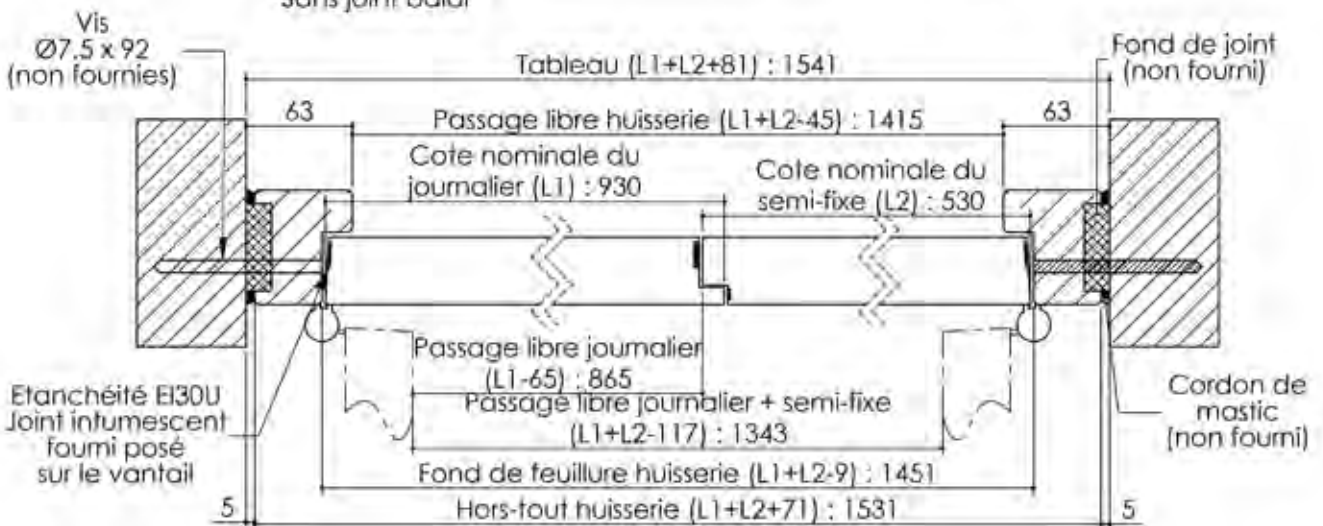 Sans joint balai
Vis
Ø7.5 x 92
(non fournies)
Fond de joint
(non fourni)
Tableau (L1+L2+81) : 1541
63
Passage libre huisserie (L1+L2-45) : 1415
63
Cote nominale du
journalier (L1) : 930
Cote nominale du
semi-fixe (L2) : 530
Passage libre journalier
(L1-65) : 865
Passage libre journalier + semi-fixe
(L1+L2-117) : 1343
Etanchéité EI30U
Joint intumescent
fourni posé
sur le vantail
Cordon de
mastic
(non fourni)
Fond de feuillure huisserie (L1+L2-9) : 1451
5
Hors-tout huisserie (L1+L2+71) : 1531
5